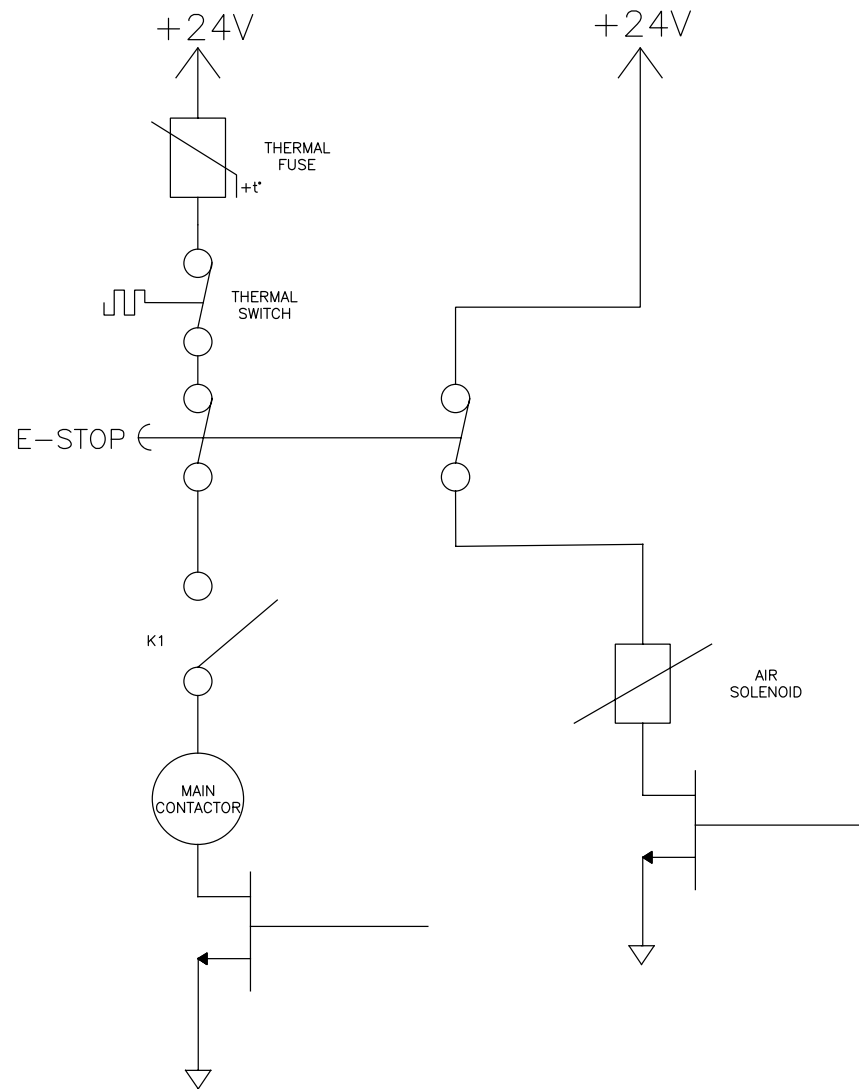 +24V
+24V
THERMAL
FUSE
+t°
THERMAL
SWITCH
E-STOP
K1
AIR
SOLENOID
MAIN
CONTACTOR